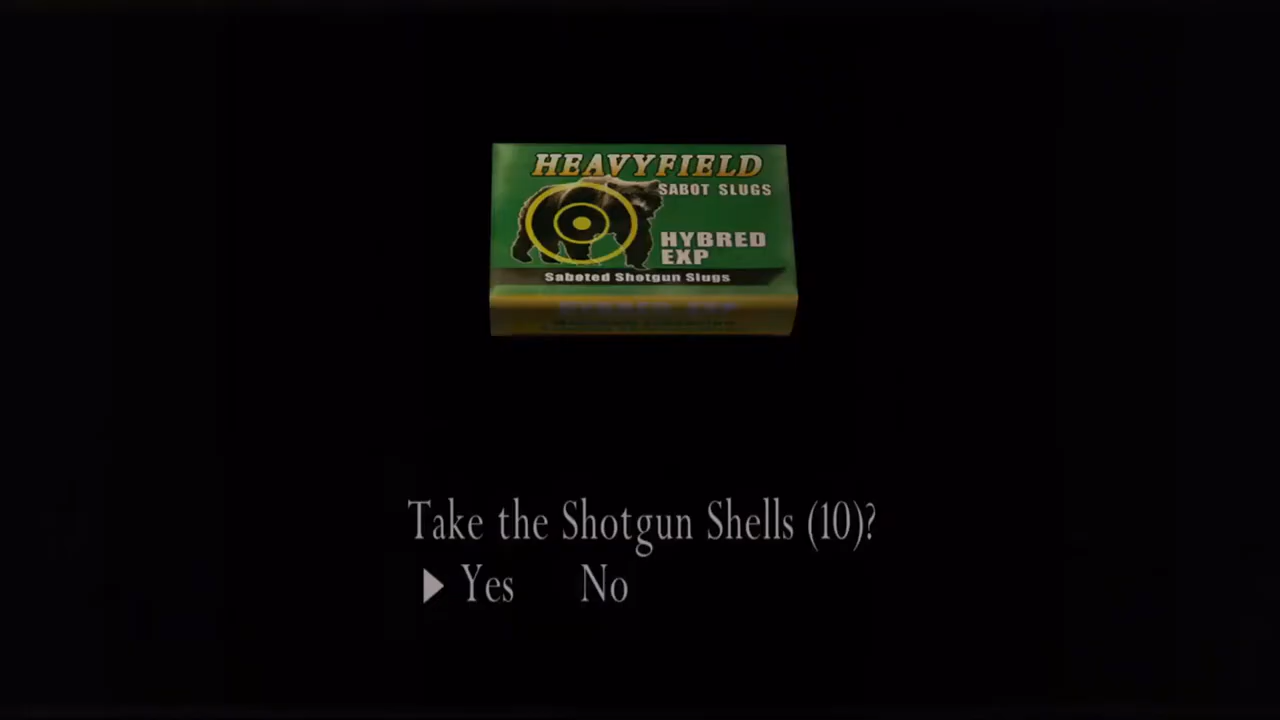 HEAVYFIELD
SABOT SLUGS
HYBRED
EXP
Saboted Shotgun Slugs
Take the Shotgun Shells (10)?
Yes No